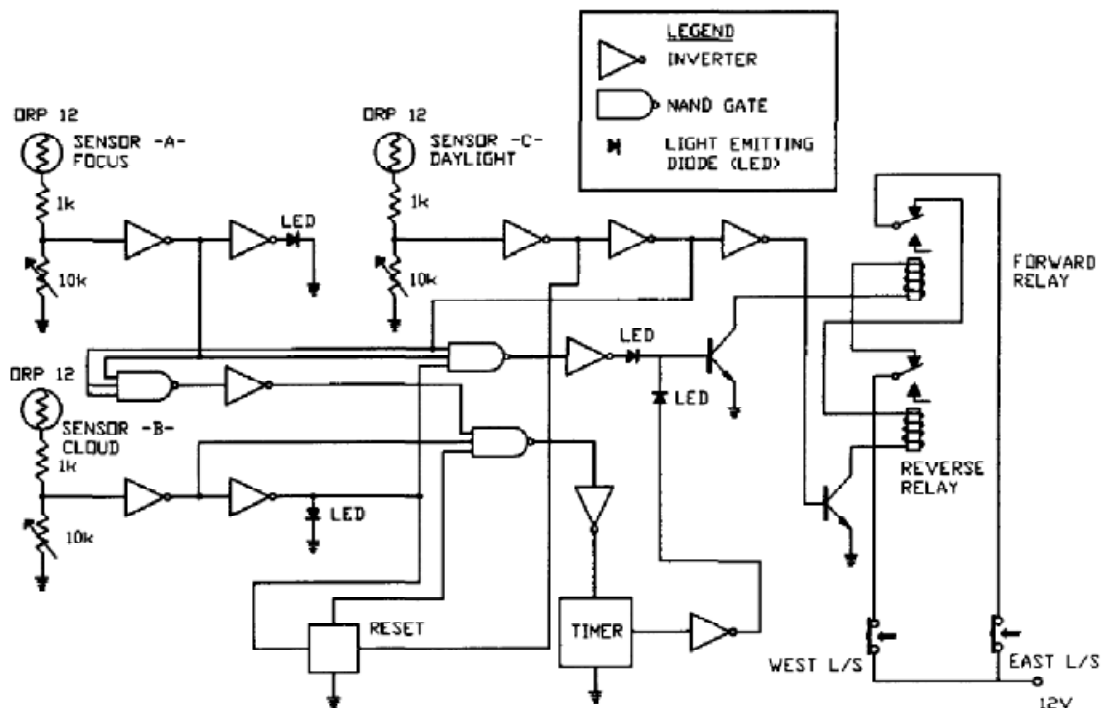 LEGEND
INVERTER
NAND GATE
LIGHT EMITTING
DIODE (LED)
ORP 12
SENSOR -A-
FOCUS
1k
LED
10k
ORP 12
SENSOR -C-
DAYLIGHT
1k
10k
FORWARD
RELAY
LED
LED
ORP 12
SENSOR -B-
CLOUD
1k
10k
LED
REVERSE
RELAY
RESET
TIMER
WEST L/S
EAST L/S
12V